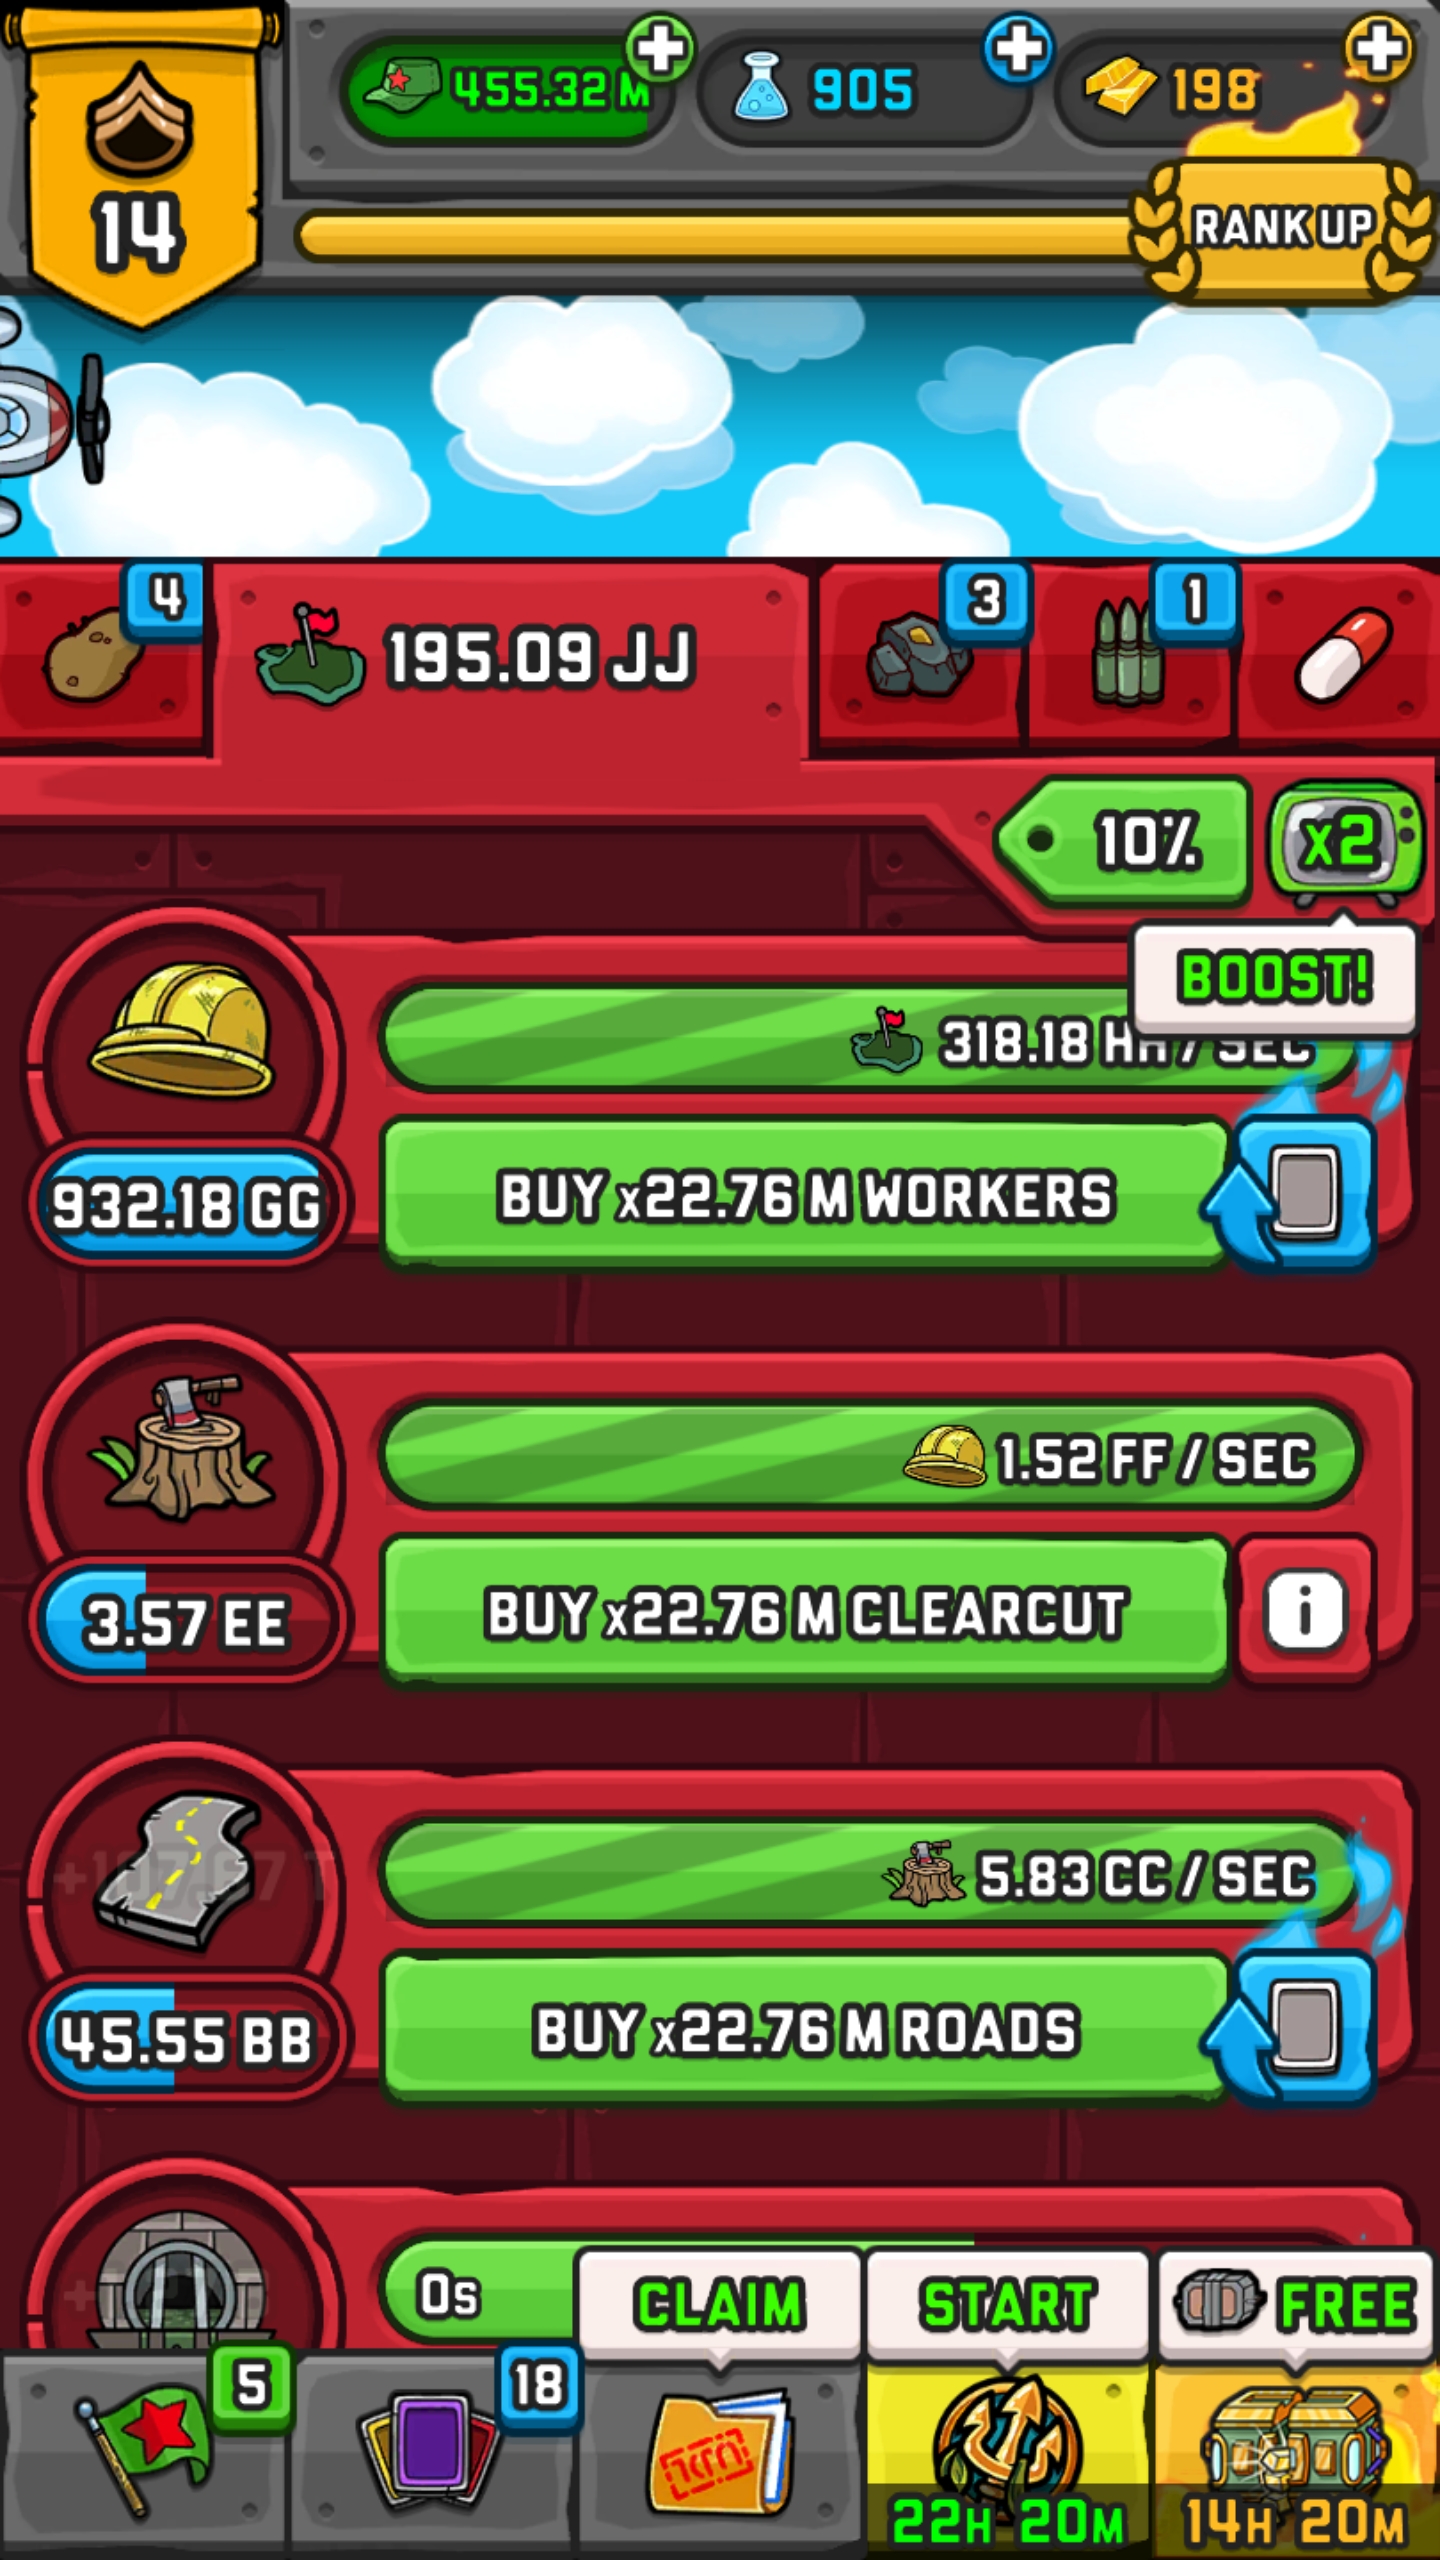 455.32 M
905
198
14
RANK UP
4
195.09 JJ
3
1
10%
x2
BOOST!
318.18 HH / SEC
932.18 GG
BUY x22.76 M WORKERS
1.52 FF / SEC
3.57 EE
BUY x22.76 M CLEARCUT
i
5.83 CC / SEC
45.55 BB
BUY x22.76 M ROADS
0s
CLAIM
START
FREE
5
18
22H 20M
14H 20M